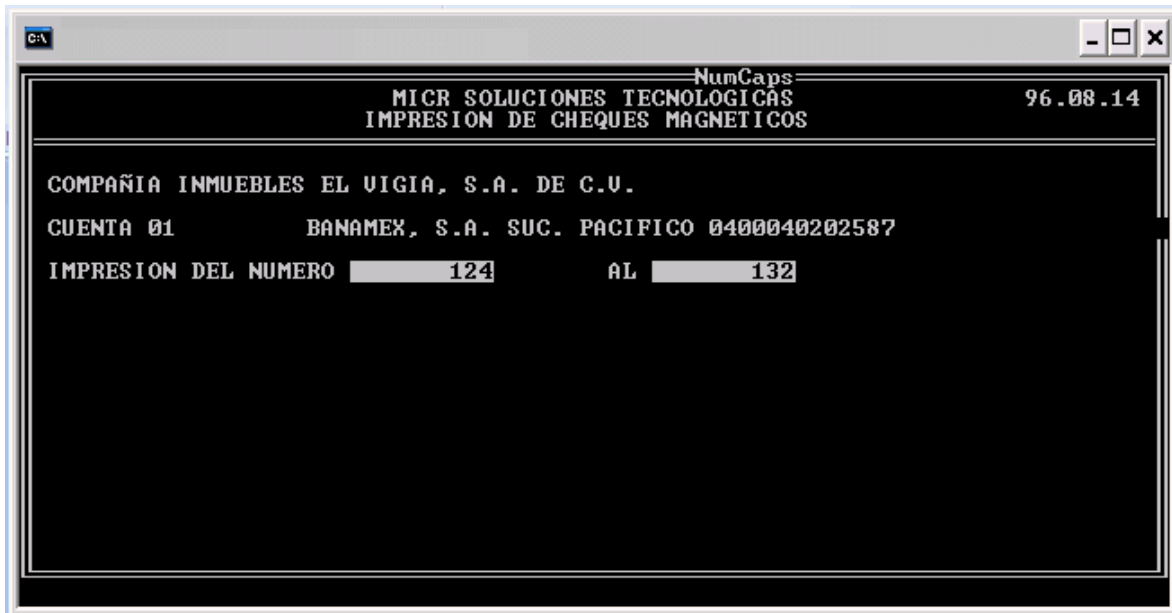 C:\
NumCaps
MICR SOLUCIONES TECNOLOGICAS 96.08.14
IMPRESION DE CHEQUES MAGNETICOS
COMPAÑIA INMUEBLES EL VIGIA, S.A. DE C.V.
CUENTA 01 BANAMEX, S.A. SUC. PACIFICO 0400040202587
IMPRESION DEL NUMERO 124 AL 132